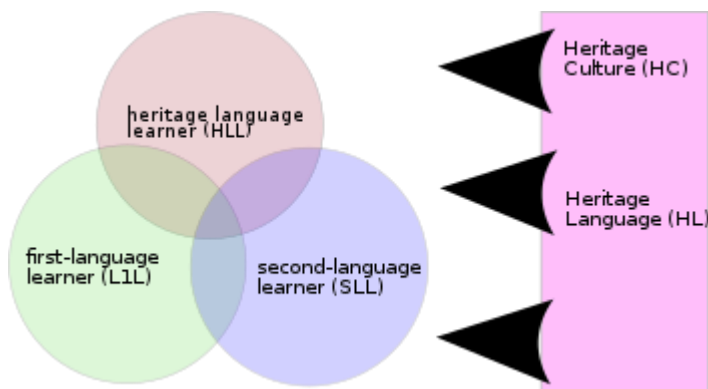 heritage language
learner (HLL)
first-language
learner (L1L)
second-language
learner (SLL)
Heritage
Culture (HC)
Heritage
Language (HL)